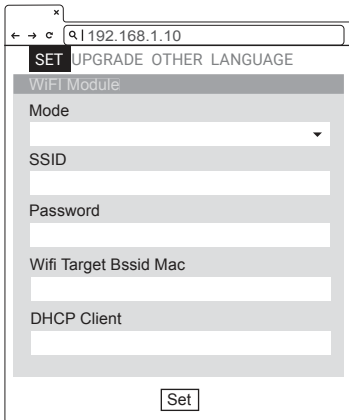 192.168.1.10
SET UPGRADE OTHER LANGUAGE
WiFI Module
Mode
SSID
Password
Wifi Target Bssid Mac
DHCP Client
Set